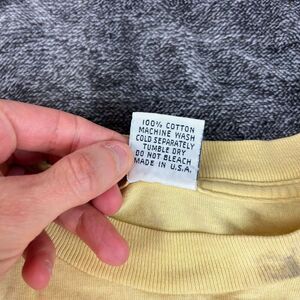 100% COTTON
MACHINE WASH
COLD SEPARATELY
TUMBLE DRY
DO NOT BLEACH
MADE IN U.S.A.